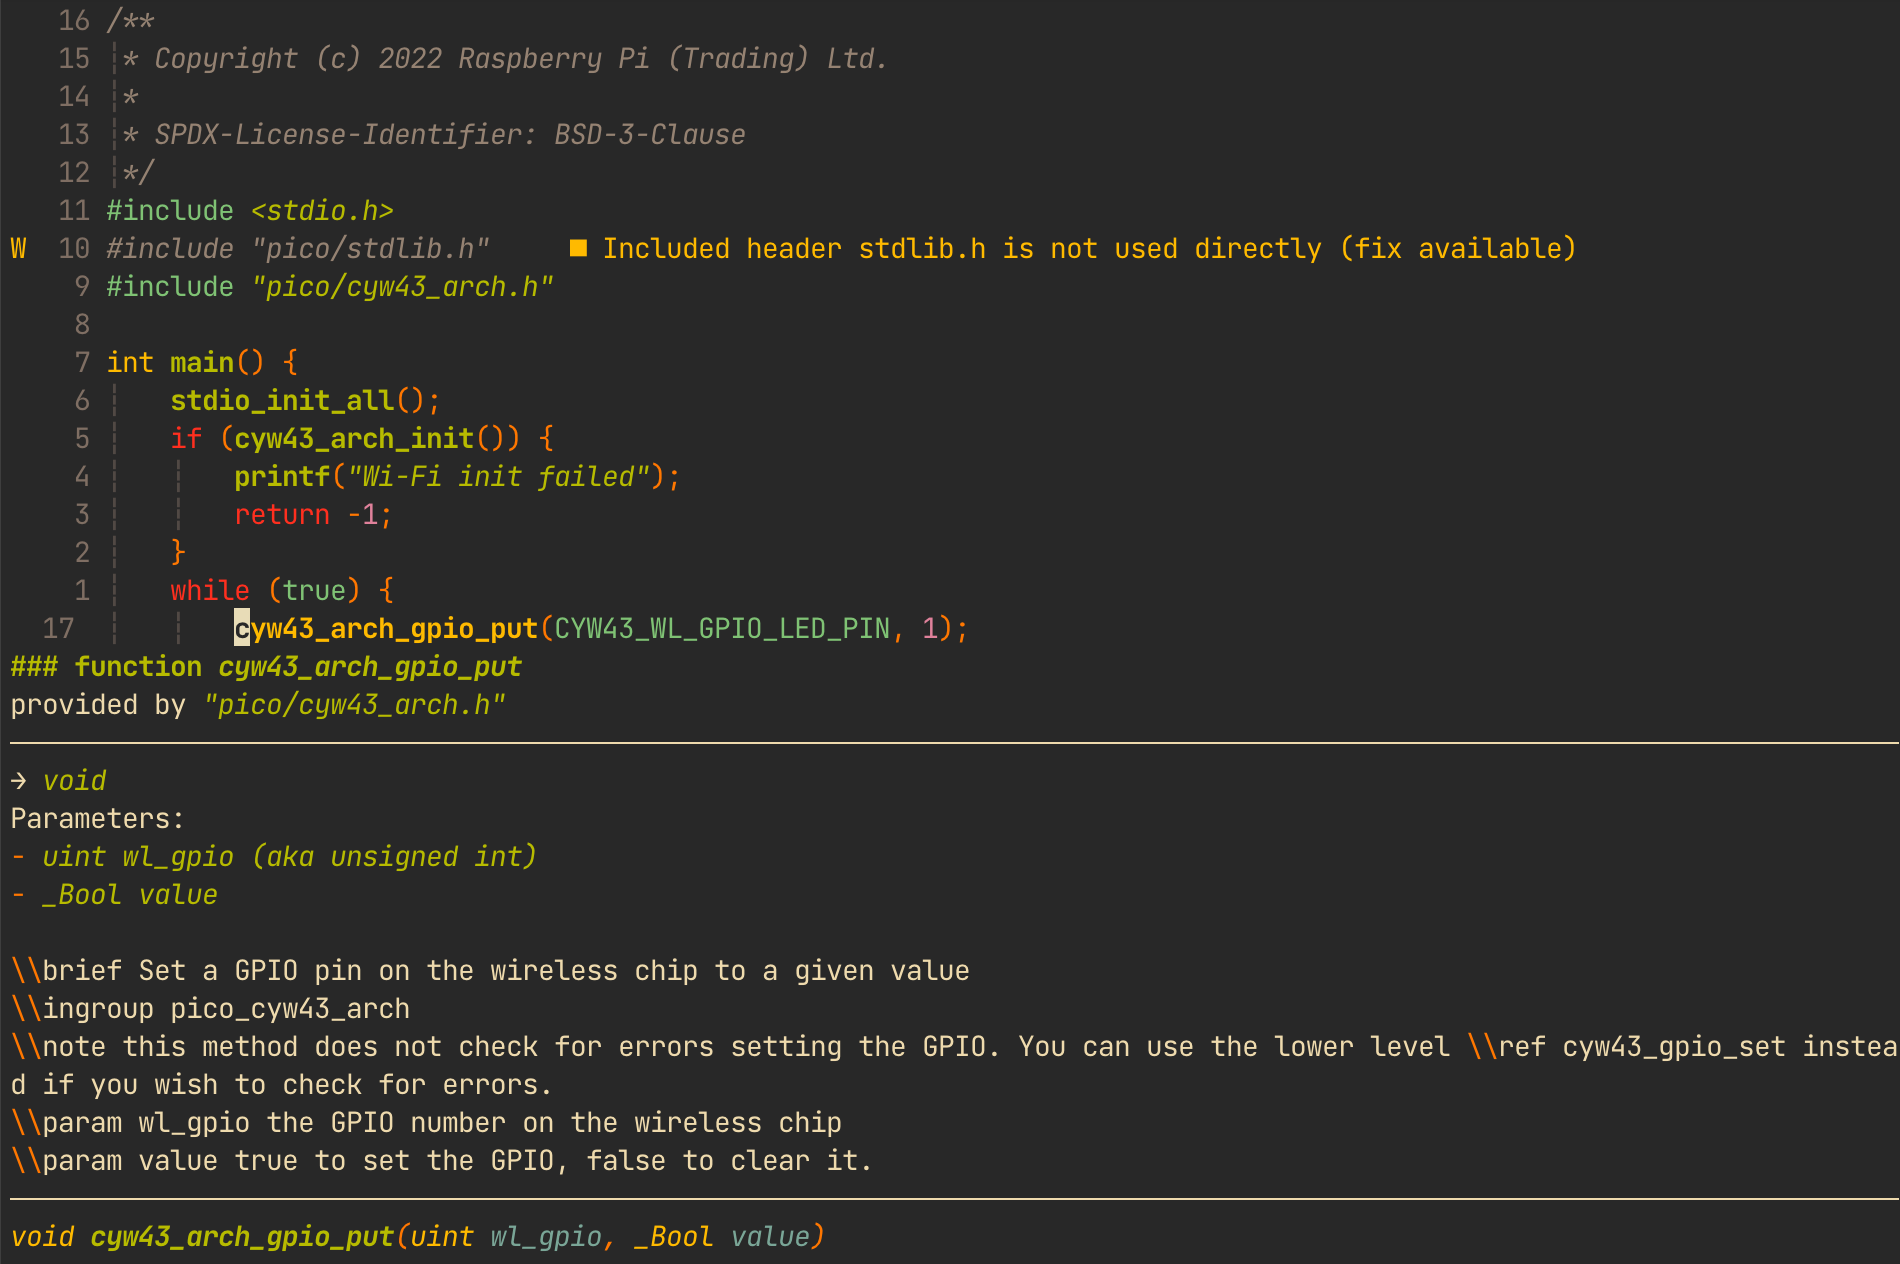 16 /**
15 * Copyright (c) 2022 Raspberry Pi (Trading) Ltd.
14 *
13 * SPDX-License-Identifier: BSD-3-Clause
12 */
11 #include <stdio.h>
W 10 #include "pico/stdlib.h" ■ Included header stdlib.h is not used directly (fix available)
9 #include "pico/cyw43_arch.h"
8
7 int main() {
6 stdio_init_all();
5 if (cyw43_arch_init()) {
4 printf("Wi-Fi init failed");
3 return -1;
2 }
1 while (true) {
17 cyw43_arch_gpio_put(CYW43_WL_GPIO_LED_PIN, 1);
### function cyw43_arch_gpio_put
provided by "pico/cyw43_arch.h"
→ void
Parameters:
- uint wl_gpio (aka unsigned int)
- _Bool value
\\brief Set a GPIO pin on the wireless chip to a given value
\\ingroup pico_cyw43_arch
\\note this method does not check for errors setting the GPIO. You can use the lower level \\ref cyw43_gpio_set instea
d if you wish to check for errors.
\\param wl_gpio the GPIO number on the wireless chip
\\param value true to set the GPIO, false to clear it.
void cyw43_arch_gpio_put(uint wl_gpio, _Bool value)